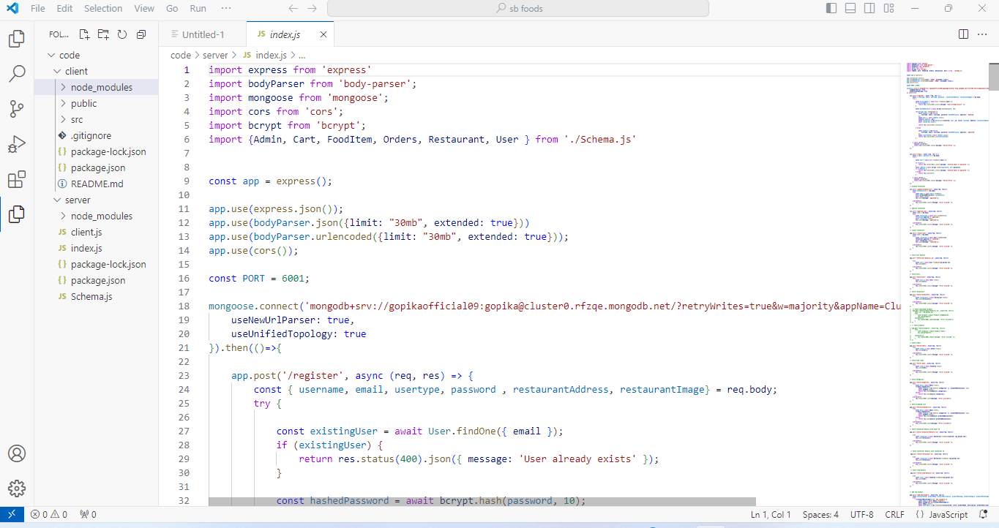 File Edit Selection View Go Run ··· sb foods
FOL...
code
client
node_modules
public
src
.gitignore
package-lock.json
package.json
README.md
server
node_modules
client.js
index.js
package-lock.json
package.json
Schema.js
Untitled-1
JS index.js
code > server > JS index.js > ...
1 import express from 'express'
2 import bodyParser from 'body-parser';
3 import mongoose from 'mongoose';
4 import cors from 'cors';
5 import bcrypt from 'bcrypt';
6 import {Admin, Cart, FoodItem, Orders, Restaurant, User } from './Schema.js'
7
8
9 const app = express();
10
11 app.use(express.json());
12 app.use(bodyParser.json({limit: "30mb", extended: true}))
13 app.use(bodyParser.urlencoded({limit: "30mb", extended: true}));
14 app.use(cors());
15
16 const PORT = 6001;
17
18 mongoose.connect('mongodb+srv://gopikaofficial09:gopika@cluster0.rfzqe.mongodb.net/?retryWrites=true&w=majority&appName=Clu
19 useNewUrlParser: true,
20 useUnifiedTopology: true
21 }).then(()=>{
22
23 app.post('/register', async (req, res) => {
24 const { username, email, usertype, password , restaurantAddress, restaurantImage} = req.body;
25 try {
26
27 const existingUser = await User.findOne({ email });
28 if (existingUser) {
29 return res.status(400).json({ message: 'User already exists' });
30 }
31
32 const hashedPassword = await bcrypt.hash(password, 10);
0 0 0 Ln 1, Col 1 Spaces: 4 UTF-8 CRLF {} JavaScript